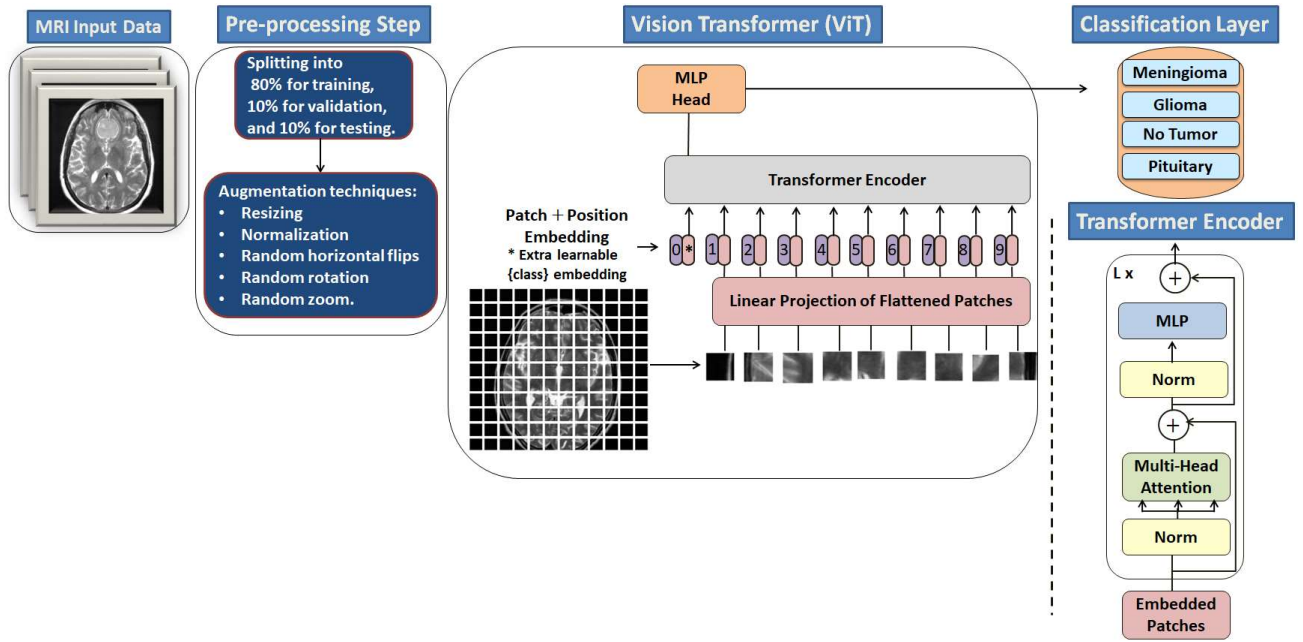 MRI Input Data
Pre-processing Step
Splitting into
80% for training,
10% for validation,
and 10% for testing.
Augmentation techniques:
• Resizing
• Normalization
• Random horizontal flips
• Random rotation
• Random zoom.
Vision Transformer (ViT)
MLP
Head
Transformer Encoder
Patch + Position
Embedding
* Extra learnable
{class} embedding
0 * 1 2 3 4 5 6 7 8 9
Linear Projection of Flattened Patches
Classification Layer
Meningioma
Glioma
No Tumor
Pituitary
Transformer Encoder
L x
+
MLP
Norm
+
Multi-Head
Attention
Norm
Embedded
Patches